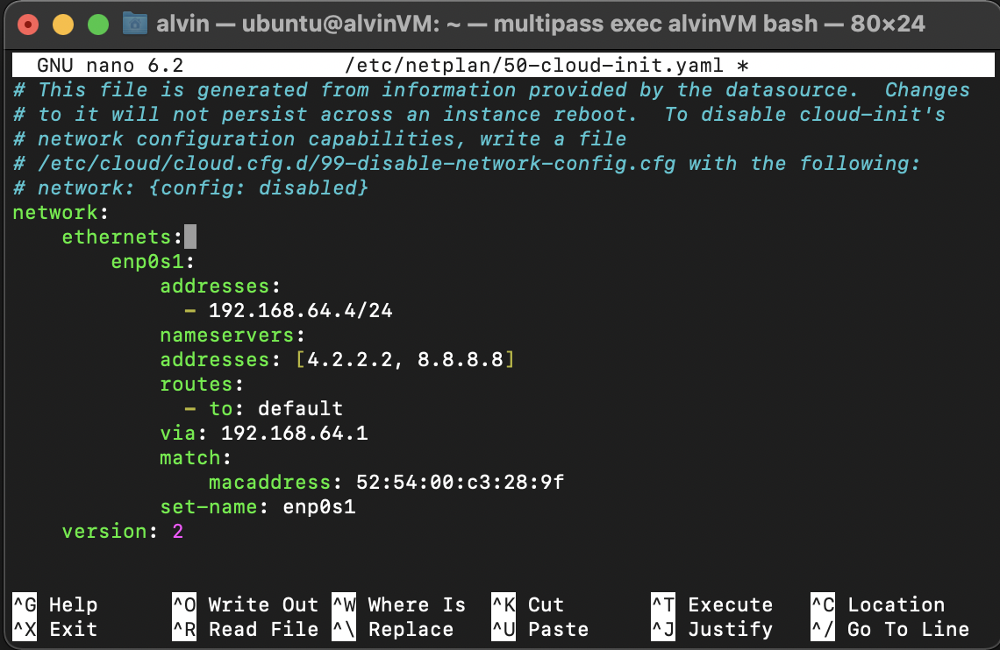 alvin — ubuntu@alvinVM: ~ — multipass exec alvinVM bash — 80×24
GNU nano 6.2 /etc/netplan/50-cloud-init.yaml *
# This file is generated from information provided by the datasource.  Changes
# to it will not persist across an instance reboot.  To disable cloud-init's
# network configuration capabilities, write a file
# /etc/cloud/cloud.cfg.d/99-disable-network-config.cfg with the following:
# network: {config: disabled}
network:
    ethernets:
        enp0s1:
            addresses:
              - 192.168.64.4/24
            nameservers:
            addresses: [4.2.2.2, 8.8.8.8]
            routes:
              - to: default
            via: 192.168.64.1
            match:
                macaddress: 52:54:00:c3:28:9f
            set-name: enp0s1
    version: 2
^G Help ^O Write Out ^W Where Is ^K Cut ^T Execute ^C Location
^X Exit ^R Read File ^\ Replace ^U Paste ^J Justify ^/ Go To Line